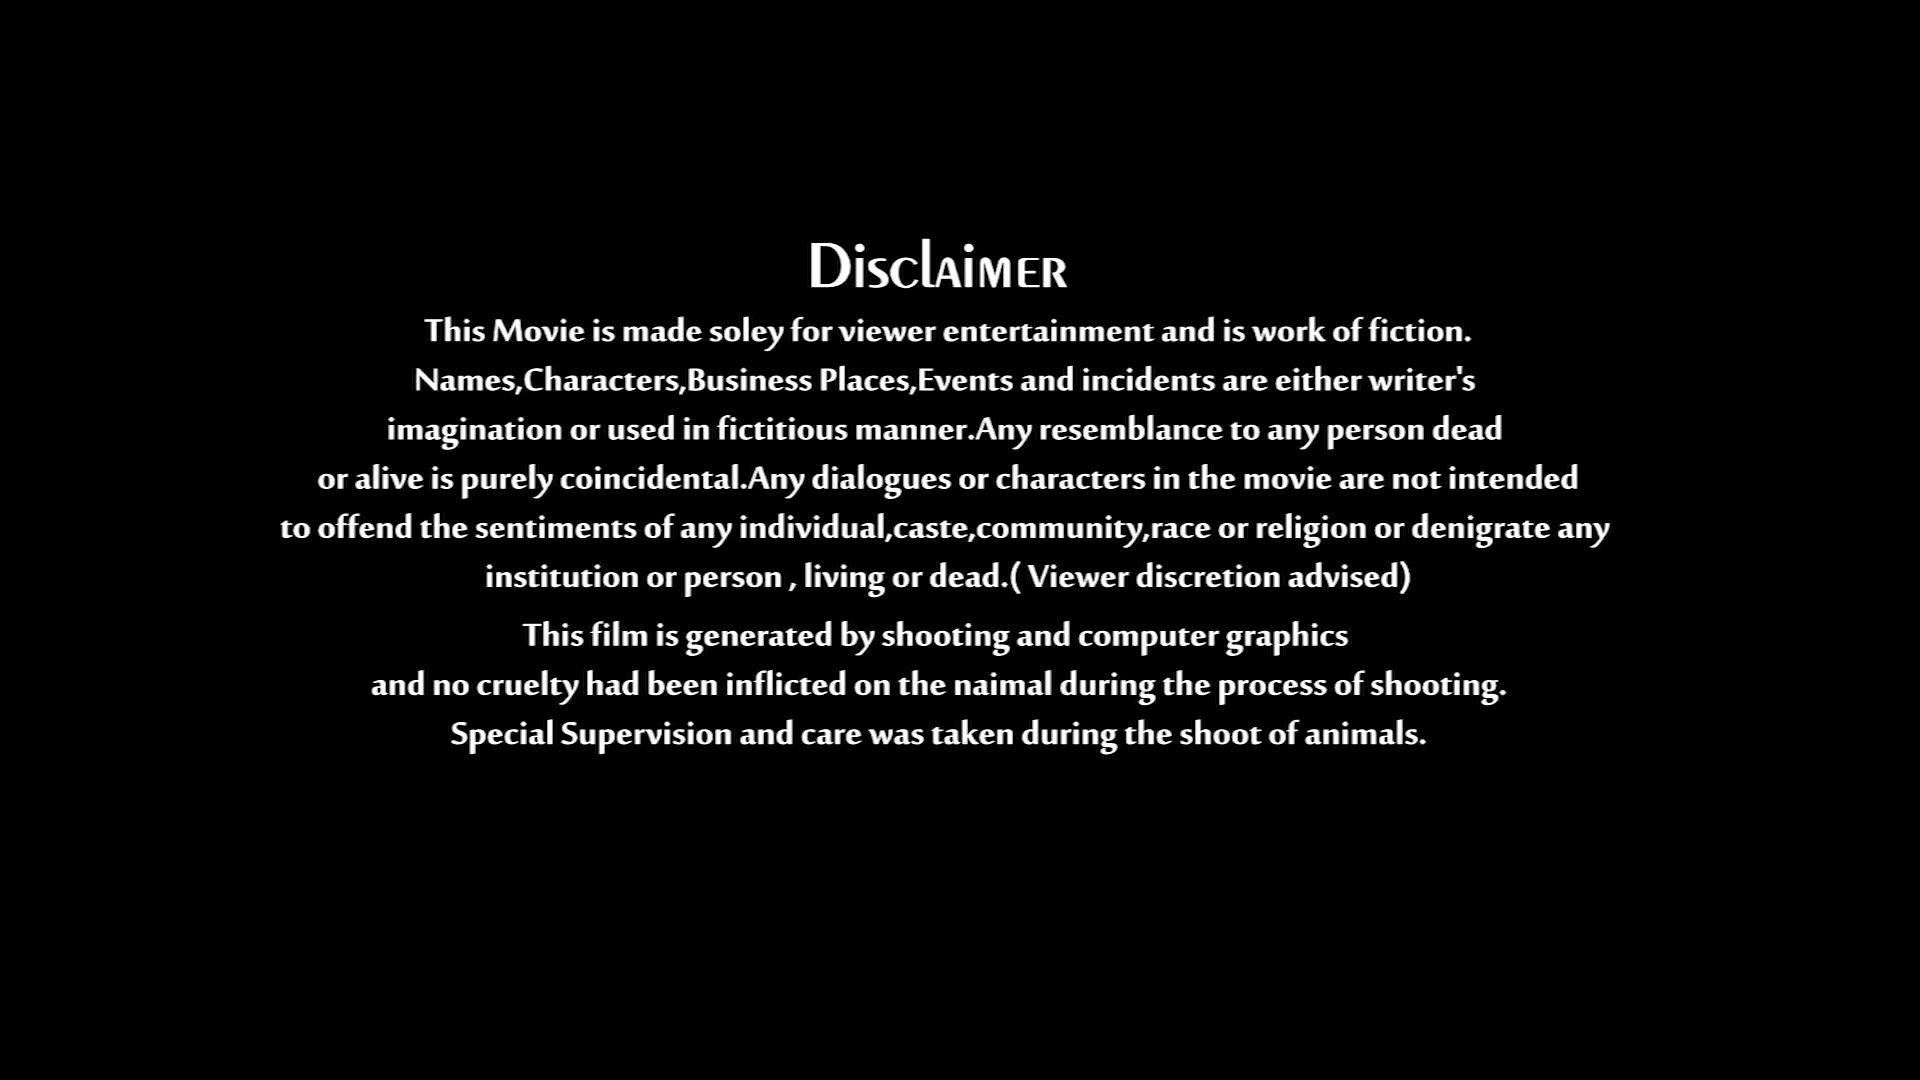 Disclaimer
This Movie is made soley for viewer entertainment and is work of fiction.
Names,Characters,Business Places,Events and incidents are either writer's
imagination or used in fictitious manner.Any resemblance to any person dead
or alive is purely coincidental.Any dialogues or characters in the movie are not intended
to offend the sentiments of any individual,caste,community,race or religion or denigrate any
institution or person , living or dead.( Viewer discretion advised)
This film is generated by shooting and computer graphics
and no cruelty had been inflicted on the naimal during the process of shooting.
Special Supervision and care was taken during the shoot of animals.